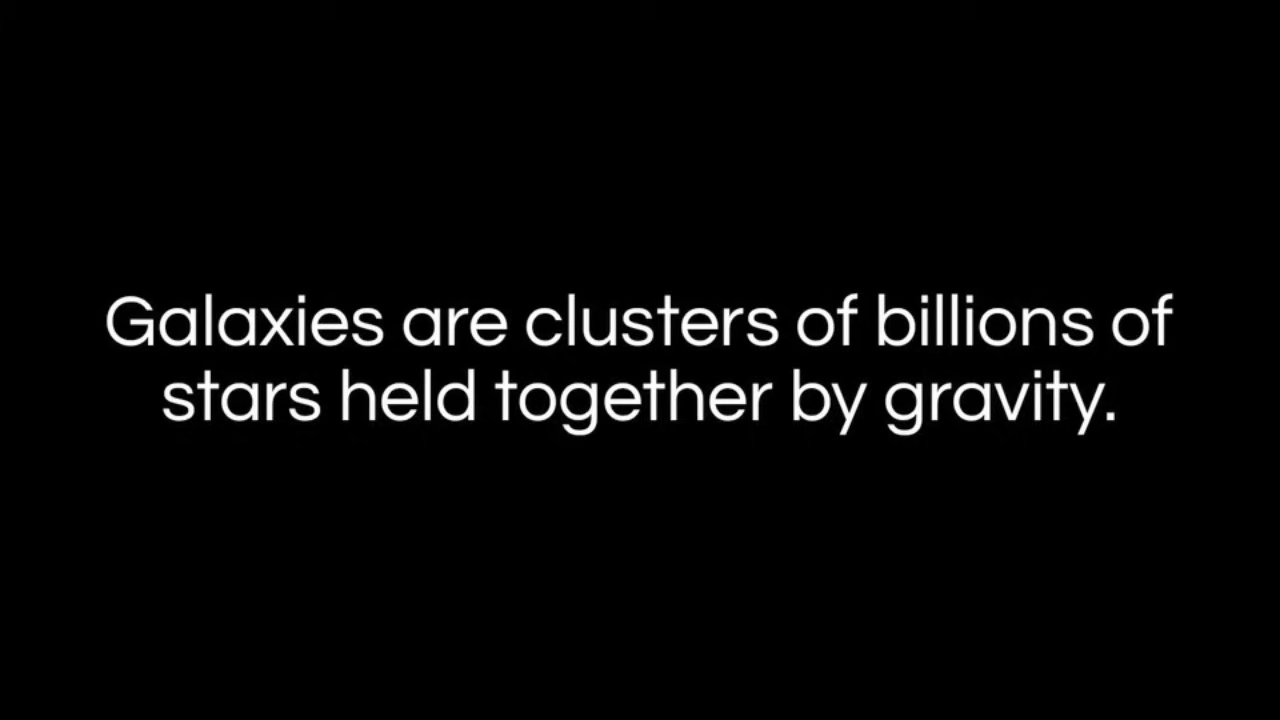 Galaxies are clusters of billions of
stars held together by gravity.